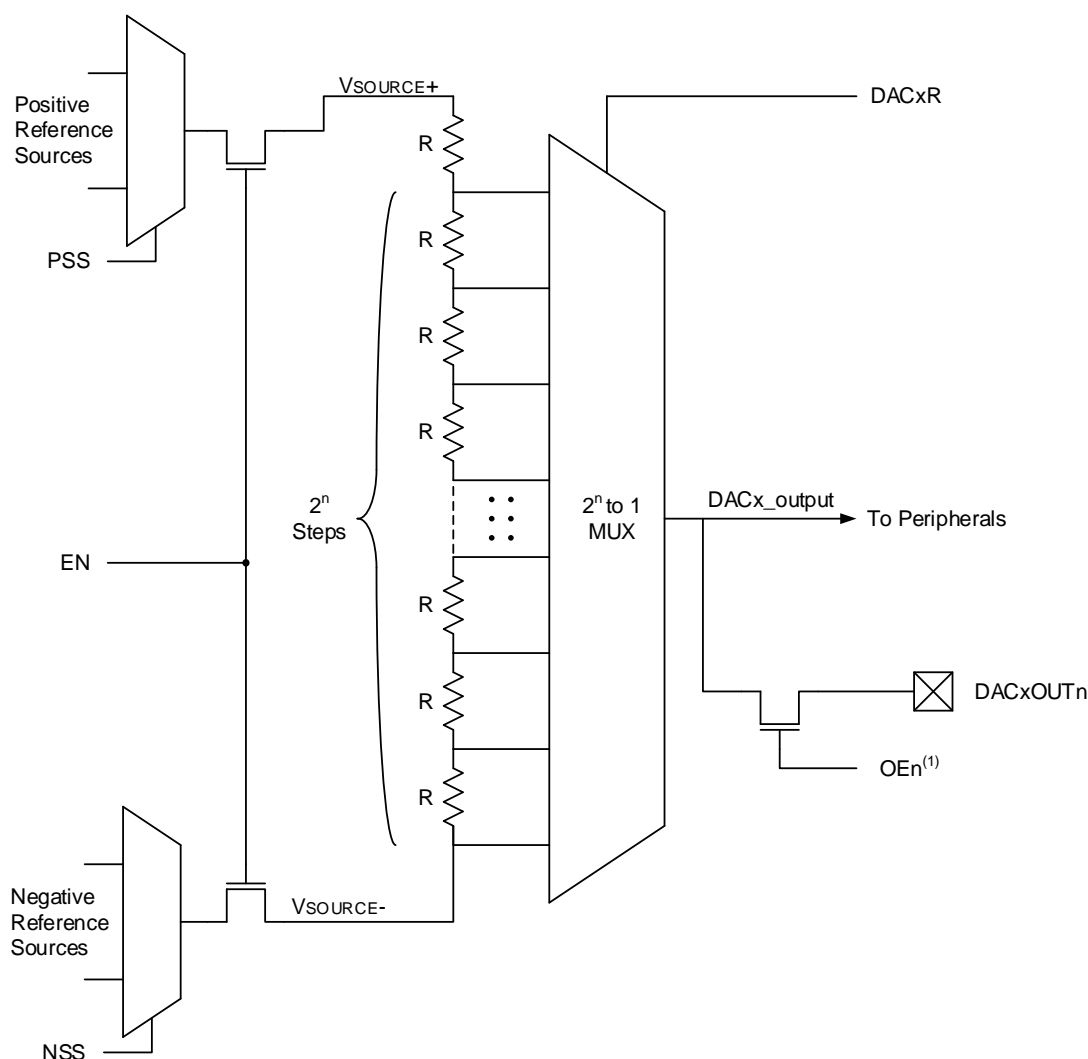 VSOURCE+
DACxR
Positive
Reference
Sources
R
R
PSS
R
R
2ⁿ
Steps
2ⁿ to 1
MUX
DACx_output
To Peripherals
EN
R
R
DACxOUTn
OEn⁽¹⁾
R
Negative
Reference
Sources
VSOURCE-
NSS